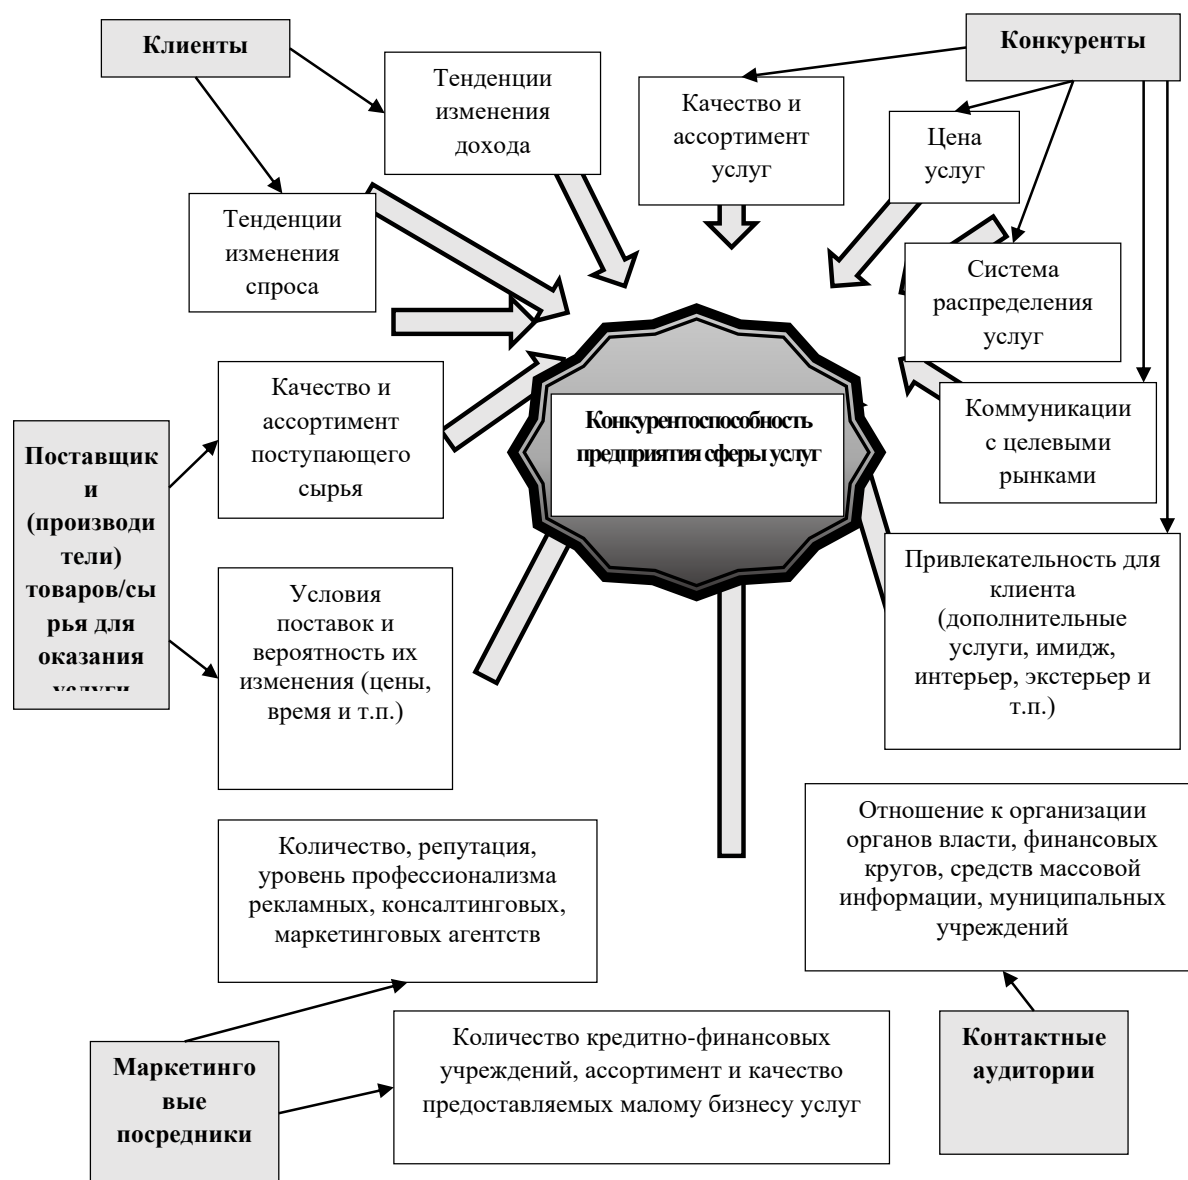 Клиенты
Конкуренты
Тенденции
изменения
дохода
Качество и
ассортимент
услуг
Цена
услуг
Тенденции
изменения
спроса
Система
распределения
услуг
Качество и
ассортимент
поступающего
сырья
Конкурентоспособность
предприятия сферы услуг
Коммуникации
с целевыми
рынками
Поставщик
и
(производи
тели)
товаров/сы
рья для
оказания
услуги
Условия
поставок и
вероятность их
изменения (цены,
время и т.п.)
Привлекательность для
клиента
(дополнительные
услуги, имидж,
интерьер, экстерьер и
т.п.)
Количество, репутация,
уровень профессионализма
рекламных, консалтинговых,
маркетинговых агентств
Отношение к организации
органов власти, финансовых
кругов, средств массовой
информации, муниципальных
учреждений
Маркетинго
вые
посредники
Количество кредитно-финансовых
учреждений, ассортимент и качество
предоставляемых малому бизнесу услуг
Контактные
аудитории